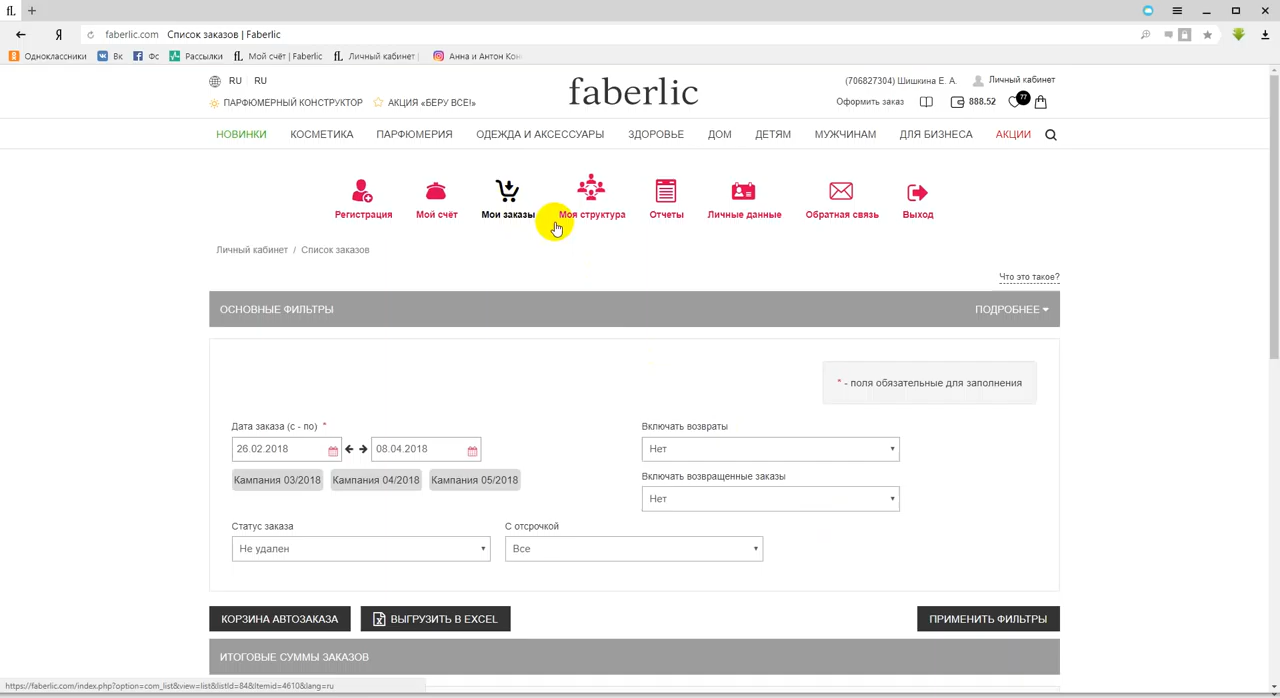 fL
faberlic.com Список заказов | Faberlic
Одноклассники Вк Фс Рассылки fL Мой счёт | Faberlic fL Личный кабинет | Анна и Антон Кон
RU RU
faberlic
(706827304) Шишкина Е. А. Личный кабинет
ПАРФЮМЕРНЫЙ КОНСТРУКТОР АКЦИЯ «БЕРУ ВСЕ!»
Оформить заказ 888.52 77
НОВИНКИ КОСМЕТИКА ПАРФЮМЕРИЯ ОДЕЖДА И АКСЕССУАРЫ ЗДОРОВЬЕ ДОМ ДЕТЯМ МУЖЧИНАМ ДЛЯ БИЗНЕСА АКЦИИ
Регистрация Мой счёт Мои заказы Моя структура Отчеты Личные данные Обратная связь Выход
Личный кабинет / Список заказов
Что это такое?
ОСНОВНЫЕ ФИЛЬТРЫ ПОДРОБНЕЕ
* - поля обязательные для заполнения
Дата заказа (с - по) * Включать возвраты
26.02.2018 08.04.2018 Нет
Кампания 03/2018 Кампания 04/2018 Кампания 05/2018 Включать возвращенные заказы
Нет
Статус заказа С отсрочкой
Не удален Все
КОРЗИНА АВТОЗАКАЗА ВЫГРУЗИТЬ В EXCEL ПРИМЕНИТЬ ФИЛЬТРЫ
ИТОГОВЫЕ СУММЫ ЗАКАЗОВ
https://faberlic.com/index.php?option=com_list&view=list&listId=84&Itemid=4610&lang=ru